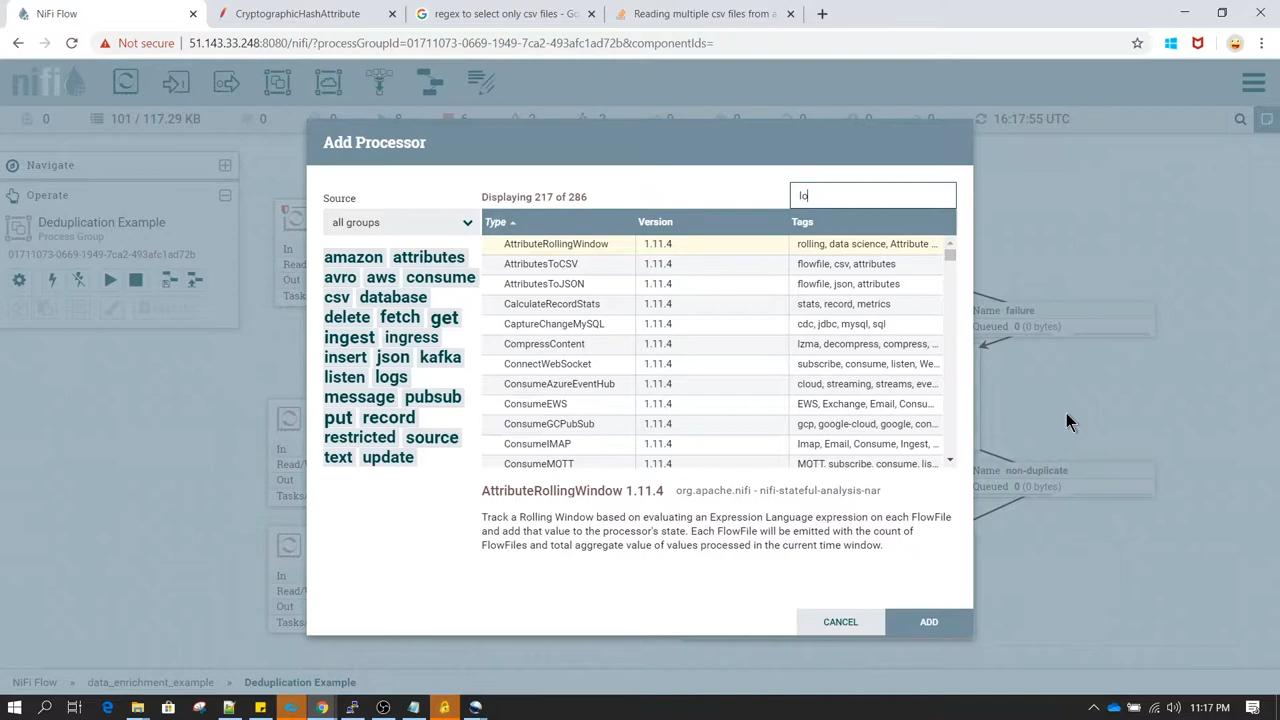 NiFi Flow
CryptographicHashAttribute
regex to select only csv files - Go
Reading multiple csv files from a
Not secure
51.143.33.248:8080/nifi/?processGroupId=01711073-0669-1949-7ca2-493afc1ad72b&componentIds=
nifi
0
101 / 117.29 KB
0
16:17:55 UTC
Navigate
Operate
Deduplication Example
Process Group
01711073-0669-1949-7ca2-493afc1ad72b
Add Processor
Source
all groups
Displaying 217 of 286
lo
Type
Version
Tags
amazon attributes
avro aws consume
csv database
delete fetch get
ingest ingress
insert json kafka
listen logs
message pubsub
put record
restricted source
text update
AttributeRollingWindow 1.11.4 rolling, data science, Attribute ...
AttributesToCSV 1.11.4 flowfile, csv, attributes
AttributesToJSON 1.11.4 flowfile, json, attributes
CalculateRecordStats 1.11.4 stats, record, metrics
CaptureChangeMySQL 1.11.4 cdc, jdbc, mysql, sql
CompressContent 1.11.4 lzma, decompress, compress, ...
ConnectWebSocket 1.11.4 subscribe, consume, listen, We...
ConsumeAzureEventHub 1.11.4 cloud, streaming, streams, eve...
ConsumeEWS 1.11.4 EWS, Exchange, Email, Consu...
ConsumeGCPubSub 1.11.4 gcp, google-cloud, google, con...
ConsumeIMAP 1.11.4 Imap, Email, Consume, Ingest, ...
ConsumeMQTT 1.11.4 MQTT, subscribe, consume, lis...
AttributeRollingWindow 1.11.4 org.apache.nifi - nifi-stateful-analysis-nar
Track a Rolling Window based on evaluating an Expression Language expression on each FlowFile
and add that value to the processor's state. Each FlowFile will be emitted with the count of
FlowFiles and total aggregate value of values processed in the current time window.
CANCEL
ADD
In
Read
Out
Tasks
In
Read/W
Out
Tasks/
In
Read/W
Out
Tasks/
Name failure
Queued 0 (0 bytes)
Name non-duplicate
Queued 0 (0 bytes)
NiFi Flow » data_enrichment_example » Deduplication Example
11:17 PM